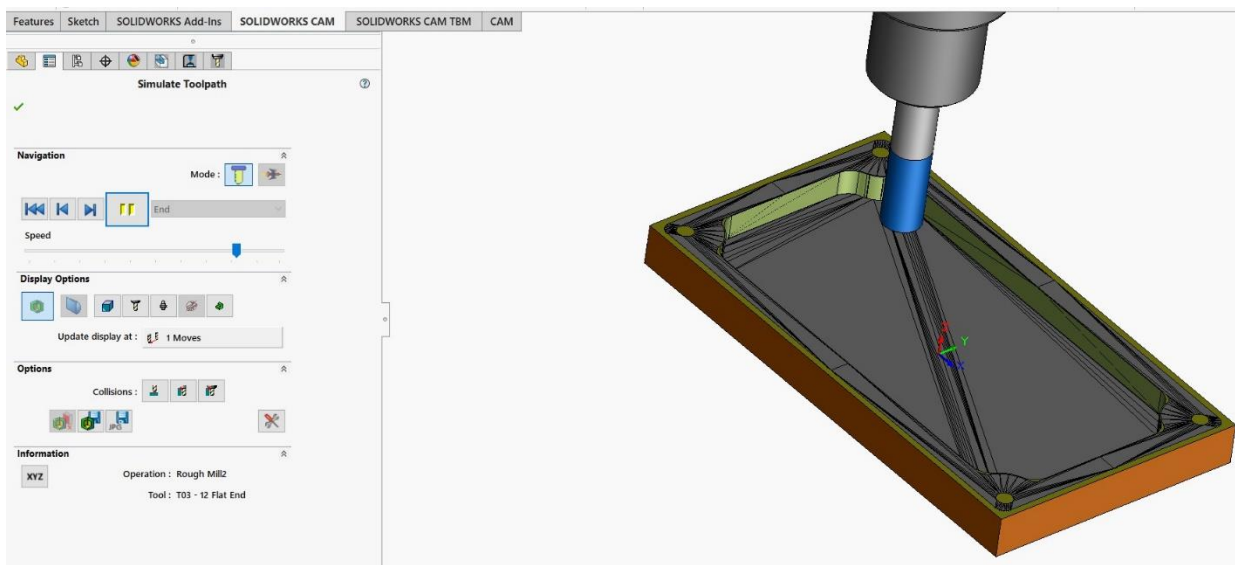 Features Sketch SOLIDWORKS Add-Ins SOLIDWORKS CAM SOLIDWORKS CAM TBM CAM
Simulate Toolpath
Navigation
Mode :
End
Speed
Display Options
Update display at : 1 Moves
Options
Collisions :
JPG
Information
XYZ Operation : Rough Mill2
Tool : T03 - 12 Flat End
Z
Y
X